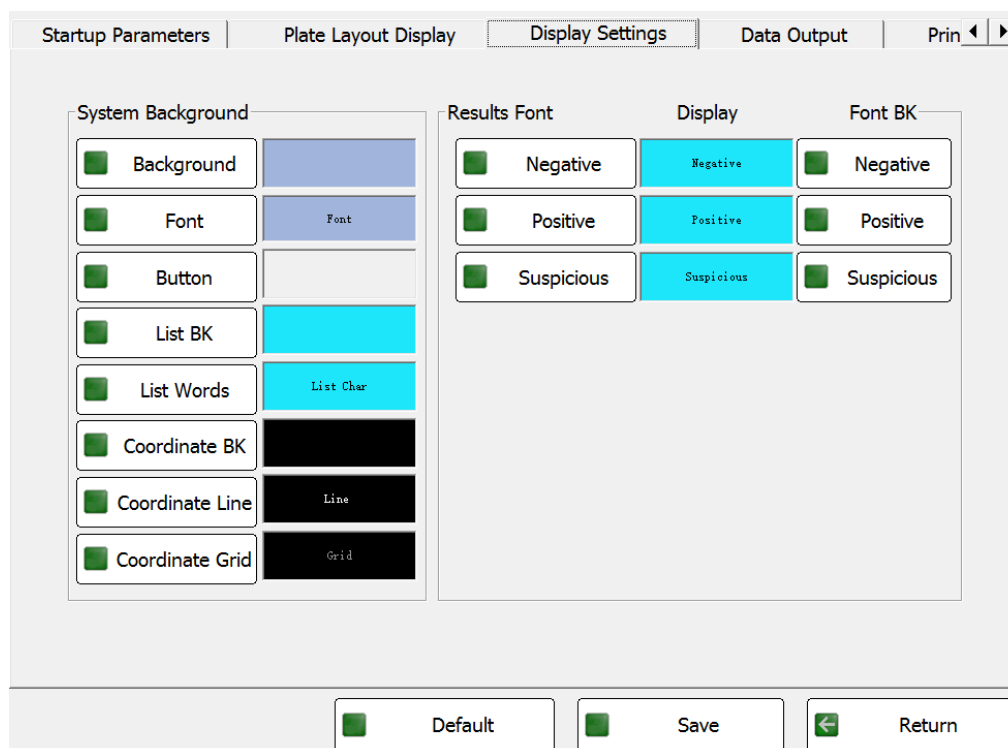 Startup Parameters Plate Layout Display Display Settings Data Output Prin
System Background
Background
Font Font
Button
List BK
List Words List Char
Coordinate BK
Coordinate Line Line
Coordinate Grid Grid
Results Font Display Font BK
Negative Negative Negative
Positive Positive Positive
Suspicious Suspicious Suspicious
Default Save Return